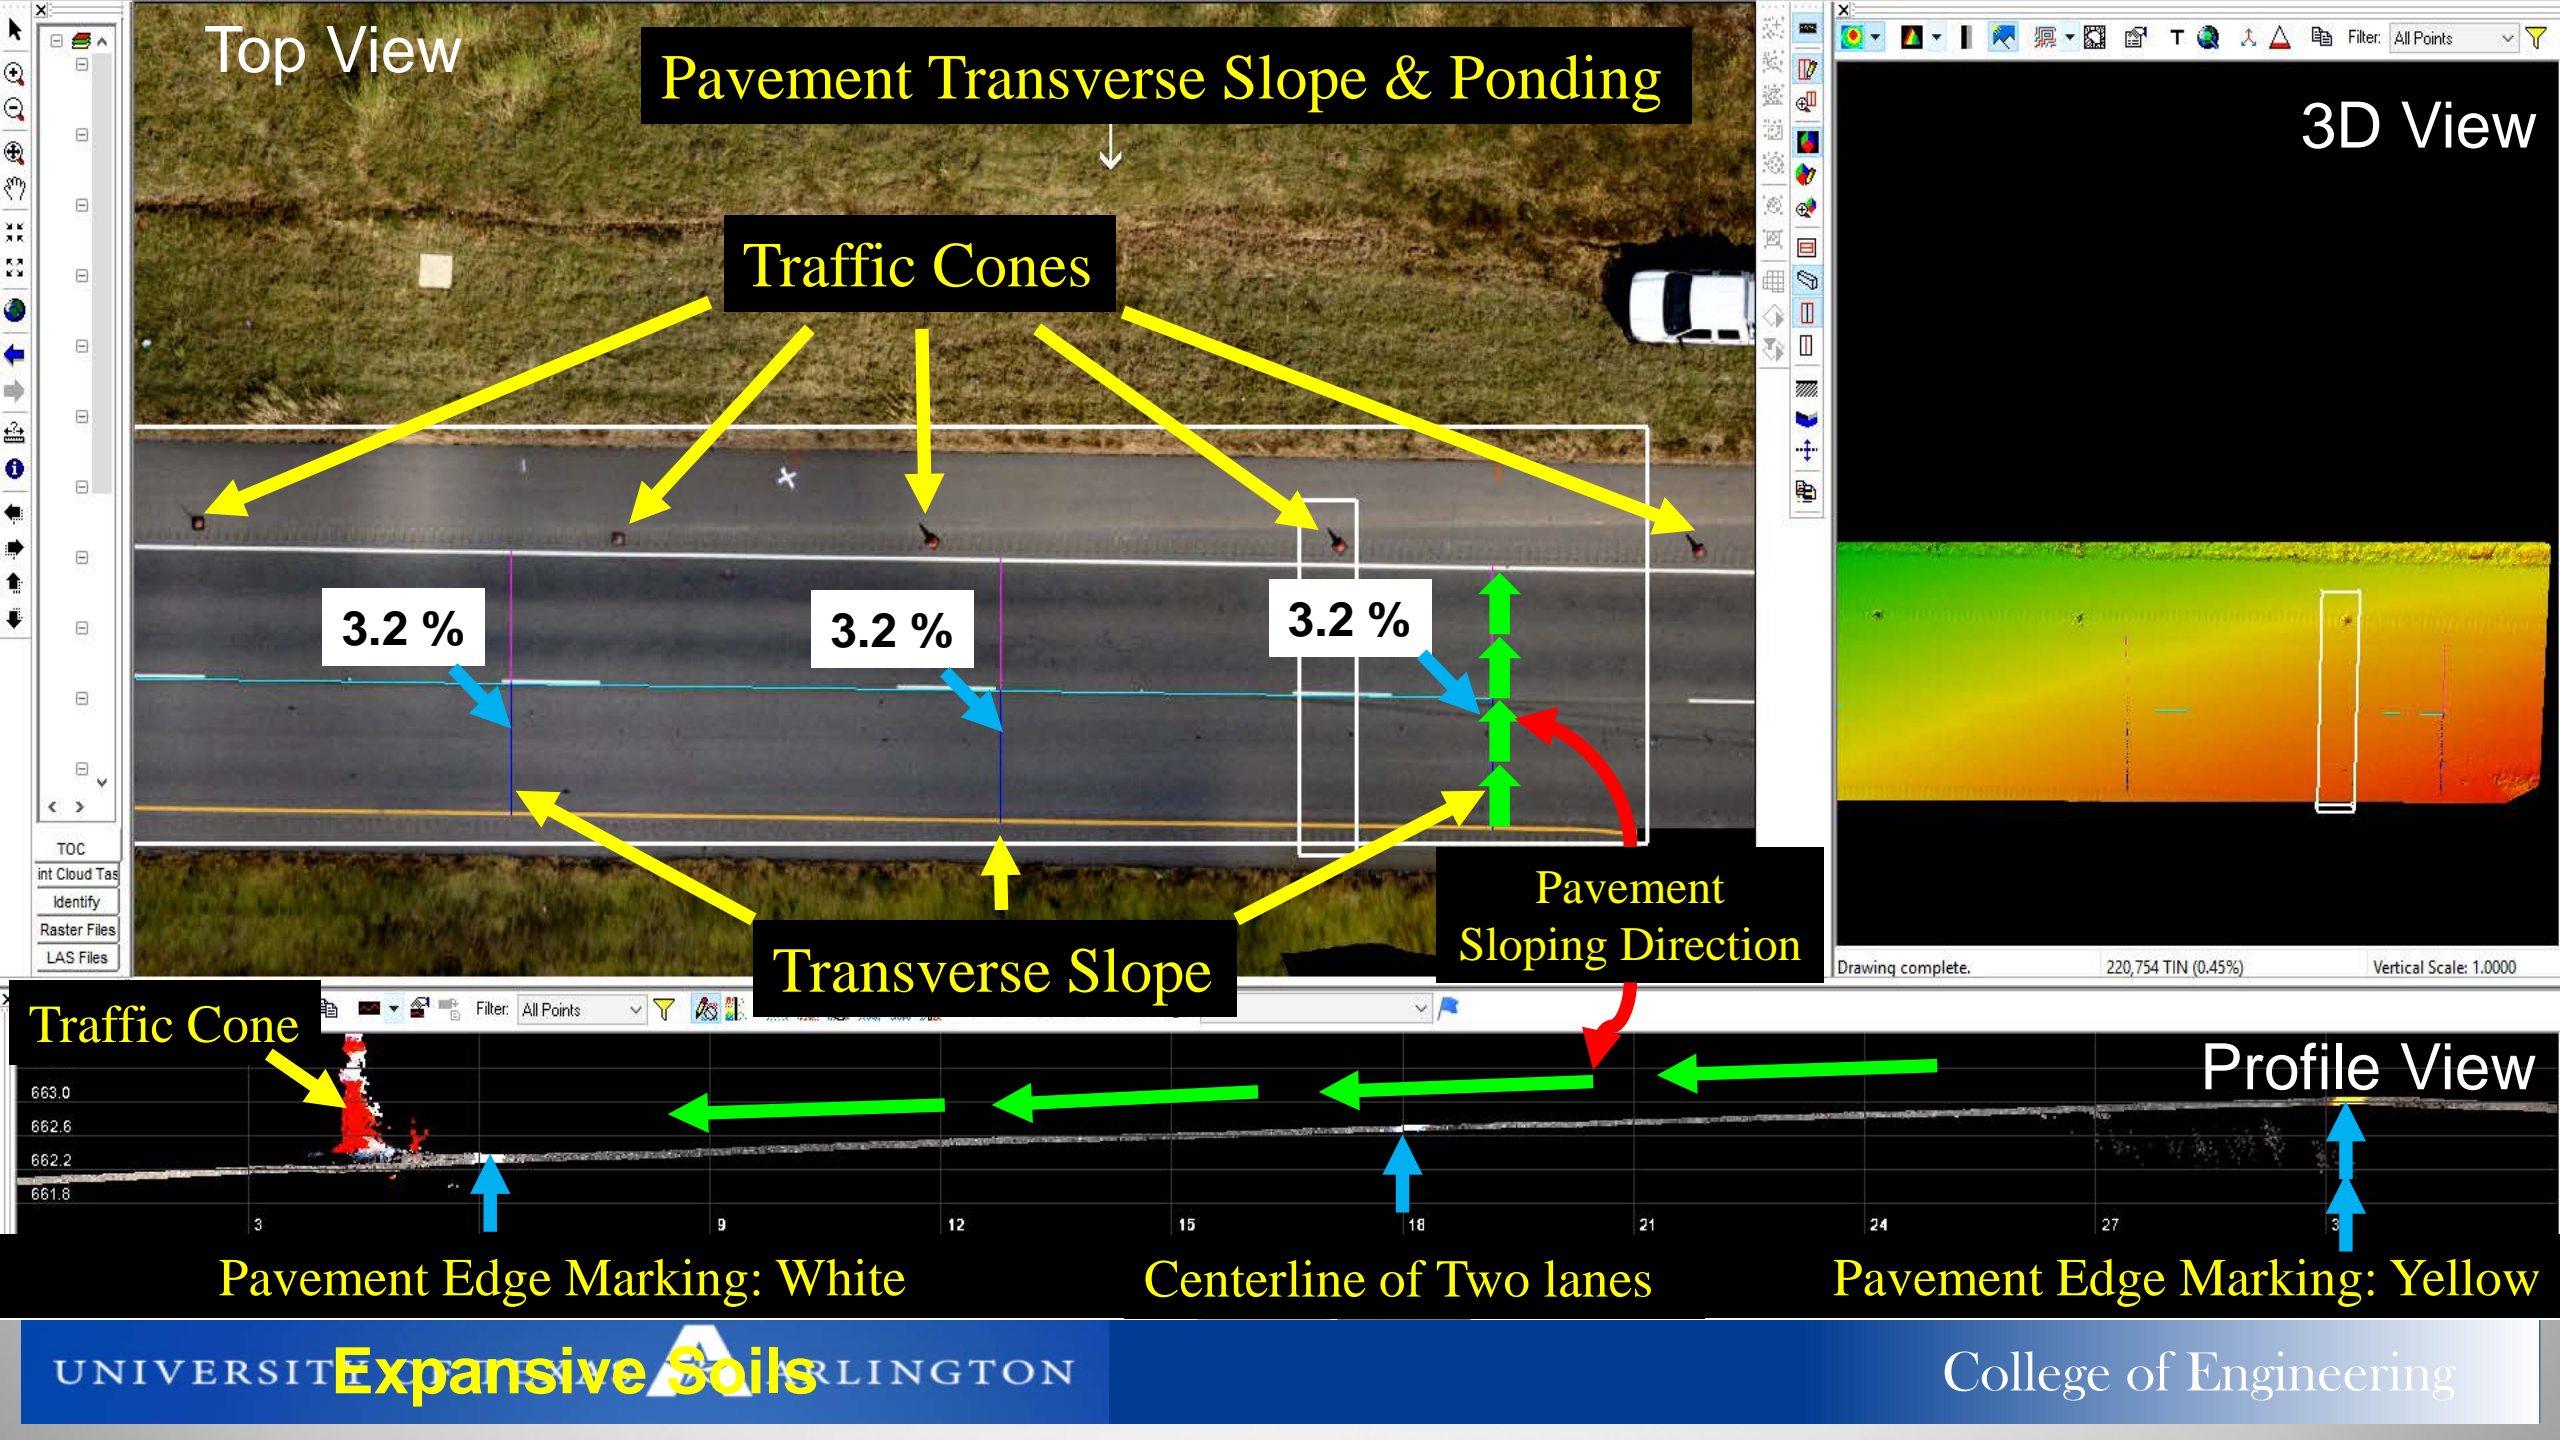 Top View
Pavement Transverse Slope & Ponding
Filter: All Points
3D View
Traffic Cones
3.2 %
3.2 %
3.2 %
TOC
int Cloud Tas
Identify
Raster Files
LAS Files
Pavement
Sloping Direction
Transverse Slope
Drawing complete. 220,754 TIN (0.45%) Vertical Scale: 1.0000
Traffic Cone
Filter: All Points
Profile View
663.0
662.6
662.2
661.8
3 9 12 15 18 21 24 27
Pavement Edge Marking: White
Centerline of Two lanes
Pavement Edge Marking: Yellow
UNIVERSITY OF TEXAS ARLINGTON
Expansive Soils
College of Engineering